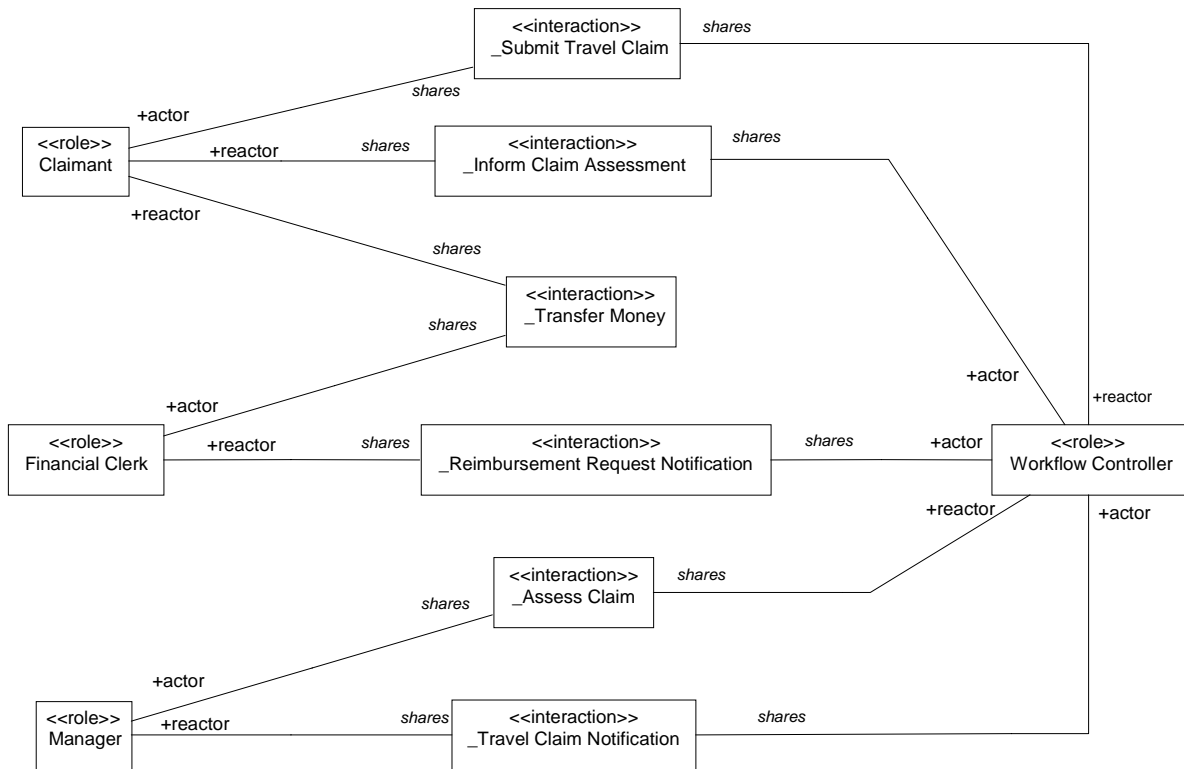 <<interaction>>
_Submit Travel Claim
shares
shares
+actor
<<role>>
Claimant
+reactor
shares
<<interaction>>
_Inform Claim Assessment
shares
+reactor
shares
<<interaction>>
_Transfer Money
shares
+actor
+actor
+reactor
<<role>>
Financial Clerk
+reactor
shares
<<interaction>>
_Reimbursement Request Notification
shares
+actor
<<role>>
Workflow Controller
+reactor
+actor
<<interaction>>
_Assess Claim
shares
shares
+actor
<<role>>
Manager
+reactor
shares
<<interaction>>
_Travel Claim Notification
shares